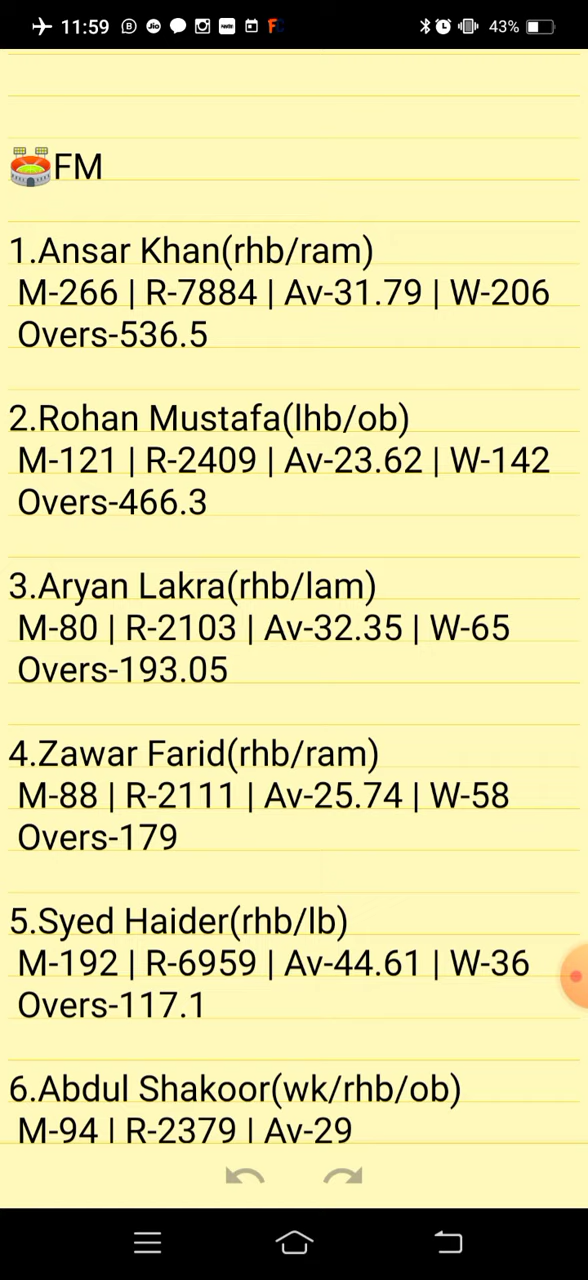 11:59
43%
FM
1.Ansar Khan(rhb/ram)
M-266 | R-7884 | Av-31.79 | W-206
Overs-536.5
2.Rohan Mustafa(lhb/ob)
M-121 | R-2409 | Av-23.62 | W-142
Overs-466.3
3.Aryan Lakra(rhb/lam)
M-80 | R-2103 | Av-32.35 | W-65
Overs-193.05
4.Zawar Farid(rhb/ram)
M-88 | R-2111 | Av-25.74 | W-58
Overs-179
5.Syed Haider(rhb/lb)
M-192 | R-6959 | Av-44.61 | W-36
Overs-117.1
6.Abdul Shakoor(wk/rhb/ob)
M-94 | R-2379 | Av-29